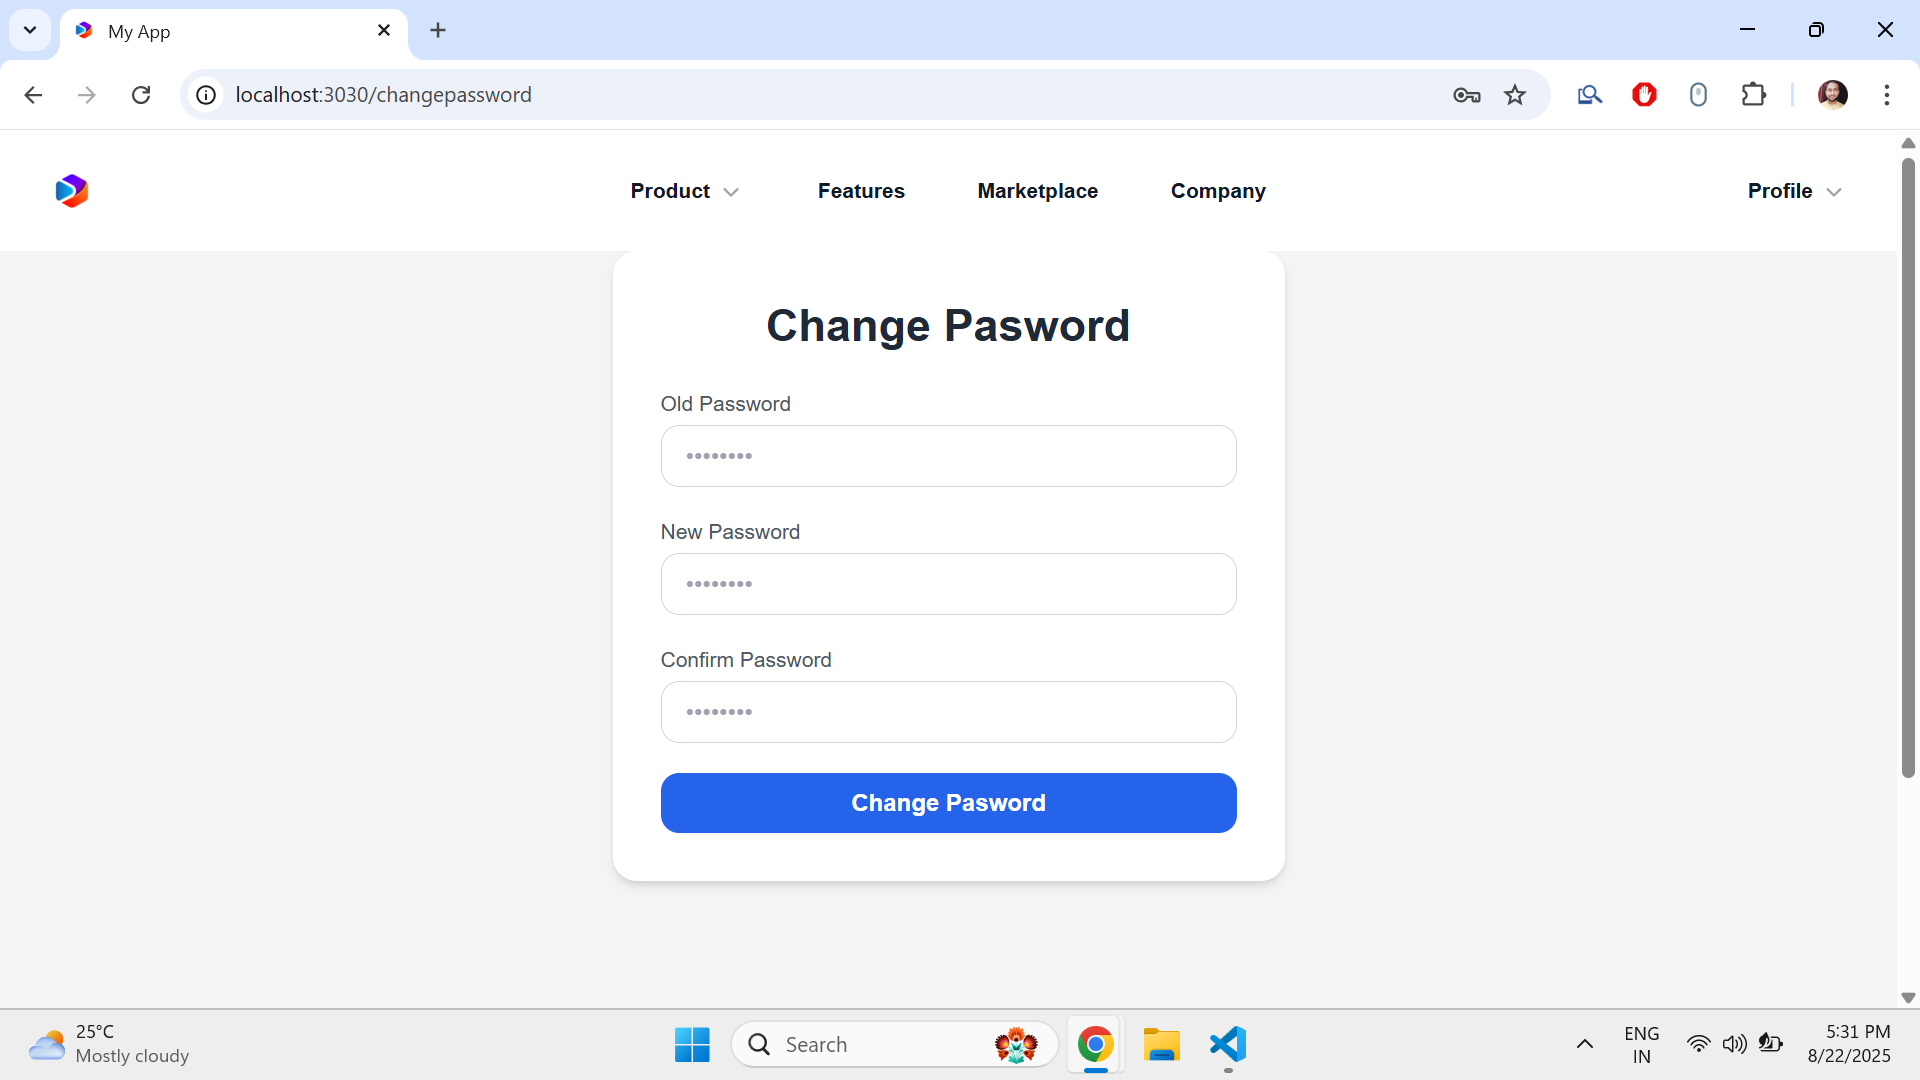 My App
localhost:3030/changepassword
Product Features Marketplace Company Profile
Change Pasword
Old Password
••••••••
New Password
••••••••
Confirm Password
••••••••
Change Pasword
25°C
Mostly cloudy
Search
ENG
IN
5:31 PM
8/22/2025